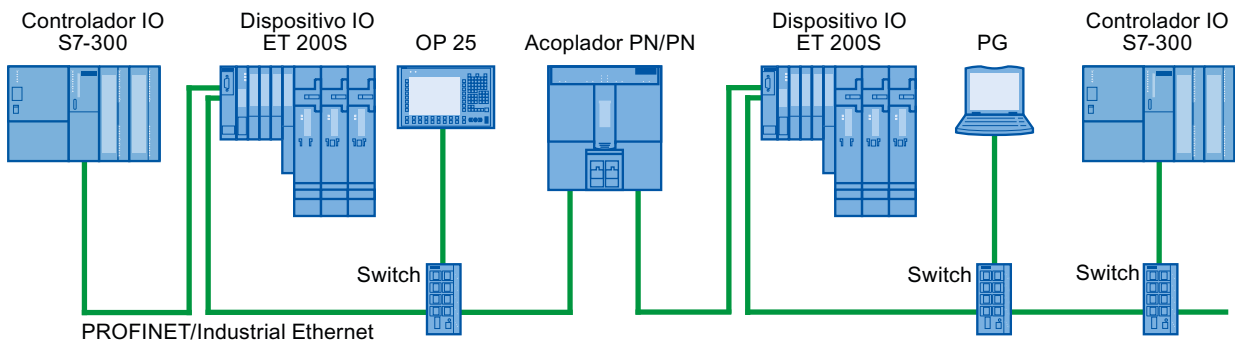 Controlador IO
S7-300
Dispositivo IO
ET 200S
OP 25
Acoplador PN/PN
Dispositivo IO
ET 200S
PG
Controlador IO
S7-300
Switch
Switch
Switch
PROFINET/Industrial Ethernet